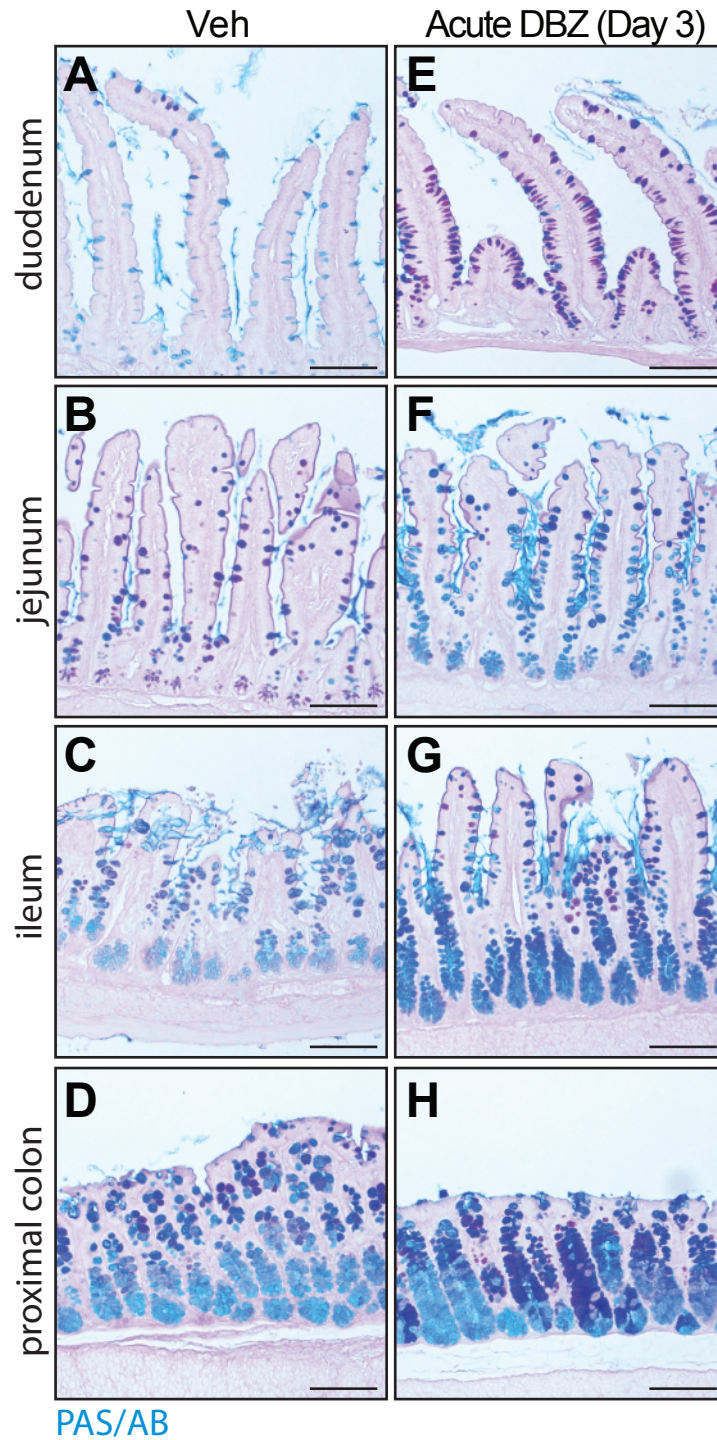 Veh
Acute DBZ (Day 3)
duodenum
A
E
jejunum
B
F
ileum
C
G
proximal colon
D
H
PAS/AB